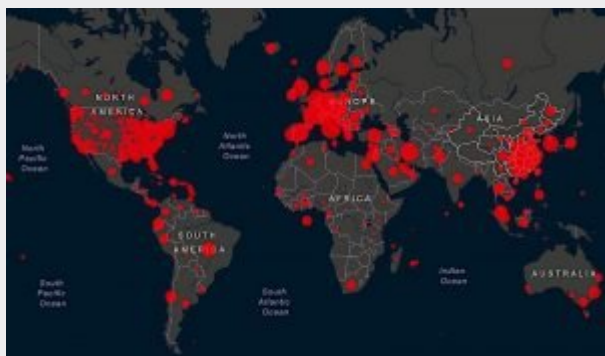 NORTH
AMERICA
EUROPE
ASIA
North
Pacific
Ocean
North
Atlantic
Ocean
AFRICA
SOUTH
AMERICA
Indian
Ocean
AUSTRALIA
South
Pacific
Ocean
South
Atlantic
Ocean